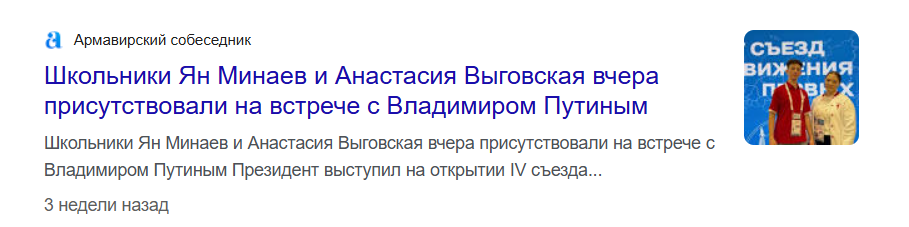 Армавирский собеседник
Школьники Ян Минаев и Анастасия Выговская вчера
присутствовали на встрече с Владимиром Путиным
Школьники Ян Минаев и Анастасия Выговская вчера присутствовали на встрече с
Владимиром Путиным Президент выступил на открытии IV съезда...
3 недели назад
СЪЕЗД
ВИЖЕНИЯ
ПЕРВЫХ